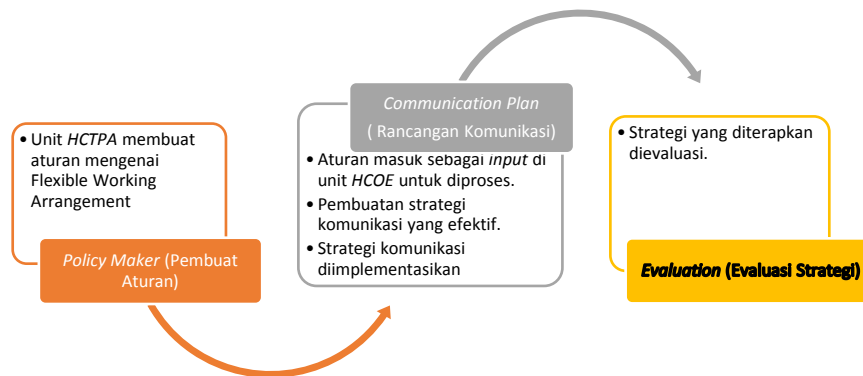 • Unit HCTPA membuat
aturan mengenai
Flexible Working
Arrangement
Policy Maker (Pembuat
Aturan)
Communication Plan
( Rancangan Komunikasi)
• Aturan masuk sebagai input di
unit HCOE untuk diproses.
• Pembuatan strategi
komunikasi yang efektif.
• Strategi komunikasi
diimplementasikan
• Strategi yang diterapkan
dievaluasi.
Evaluation (Evaluasi Strategi)